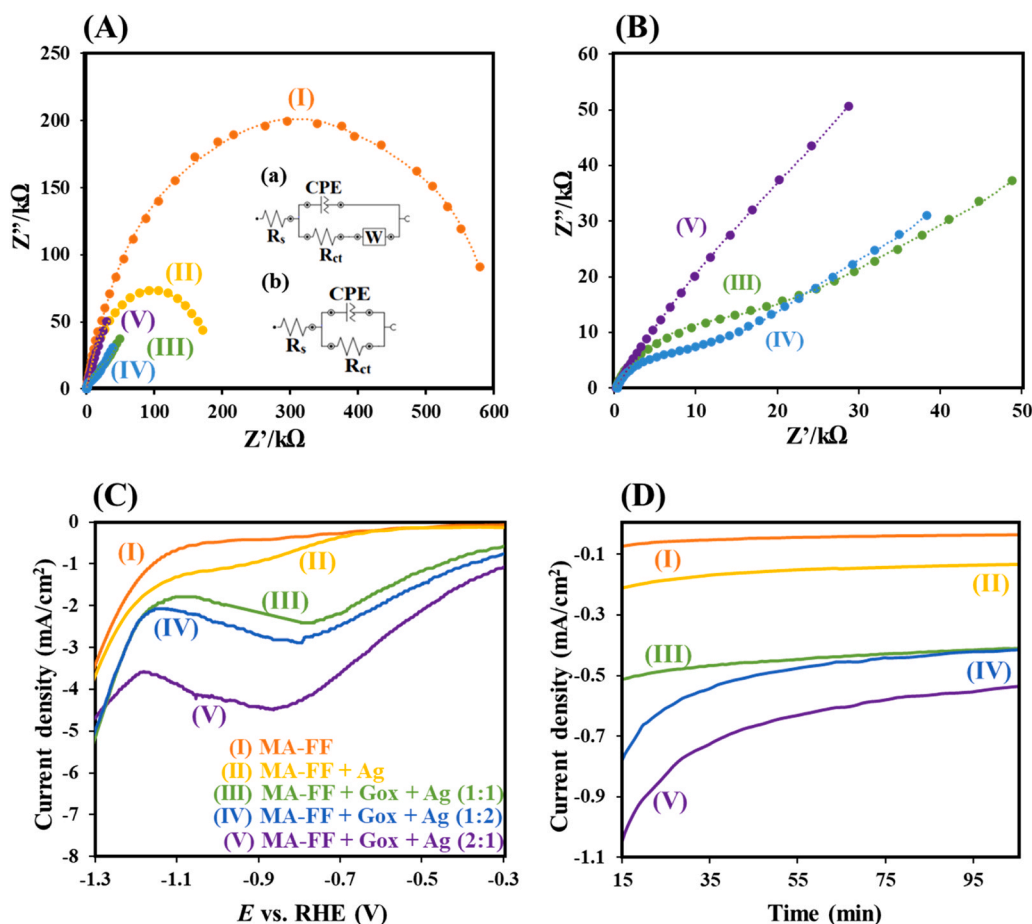 (A)
250
200
150
100
50
0
Z"/kΩ
0 100 200 300 400 500 600
Z'/kΩ
(I)
(II)
(V)
(III)
(IV)
(a)
CPE
Rs
Rct
W
(b)
CPE
Rs
Rct
(B)
60
50
40
30
20
10
0
Z"/kΩ
0 10 20 30 40 50
Z'/kΩ
(V)
(III)
(IV)
(C)
0
-1
-2
-3
-4
-5
-6
-7
-8
Current density (mA/cm²)
-1.3 -1.1 -0.9 -0.7 -0.5 -0.3
E vs. RHE (V)
(I)
(II)
(III)
(IV)
(V)
(I) MA-FF
(II) MA-FF + Ag
(III) MA-FF + Gox + Ag (1:1)
(IV) MA-FF + Gox + Ag (1:2)
(V) MA-FF + Gox + Ag (2:1)
(D)
-0.1
-0.3
-0.5
-0.7
-0.9
-1.1
Current density (mA/cm²)
15 35 55 75 95
Time (min)
(I)
(II)
(III)
(IV)
(V)